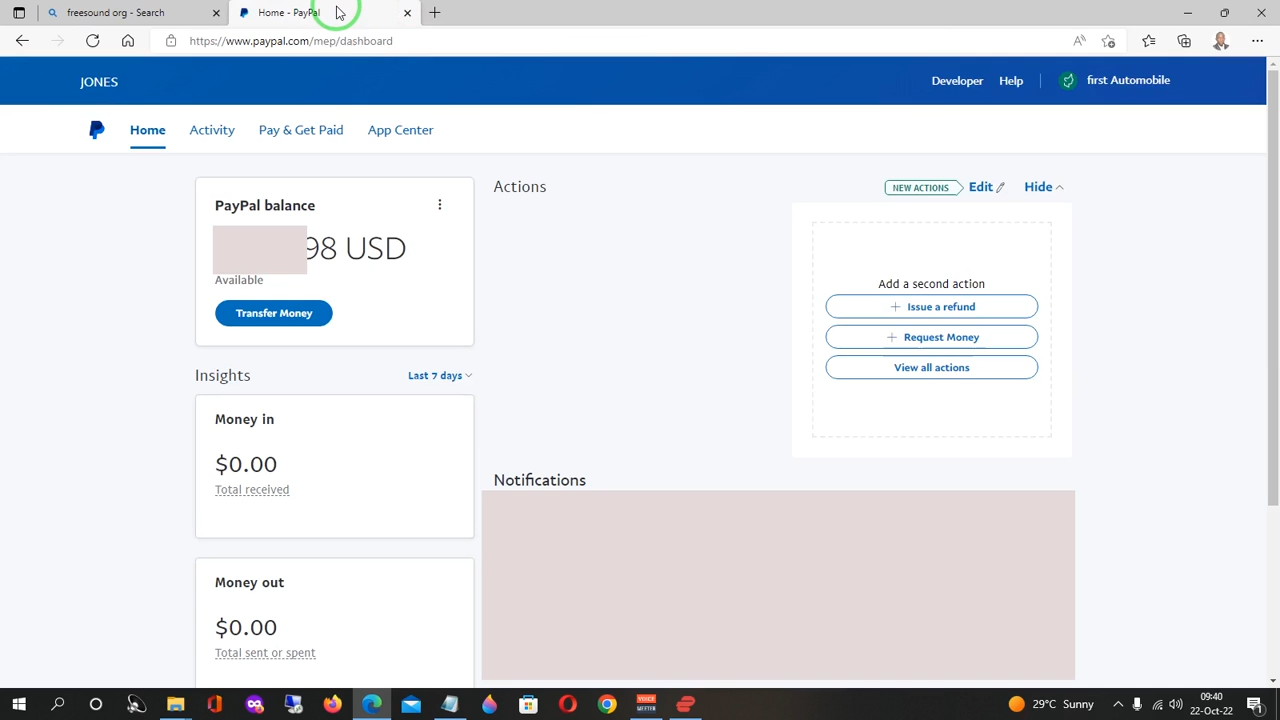 freesound org - Search
Home - PayPal
https://www.paypal.com/mep/dashboard
JONES
Developer
Help
first Automobile
Home
Activity
Pay & Get Paid
App Center
PayPal balance
98 USD
Available
Transfer Money
Actions
NEW ACTIONS
Edit
Hide
Add a second action
Issue a refund
Request Money
View all actions
Insights
Last 7 days
Money in
$0.00
Total received
Notifications
Money out
$0.00
Total sent or spent
VOICE
MEETER
29°C Sunny
09:40
22-Oct-22